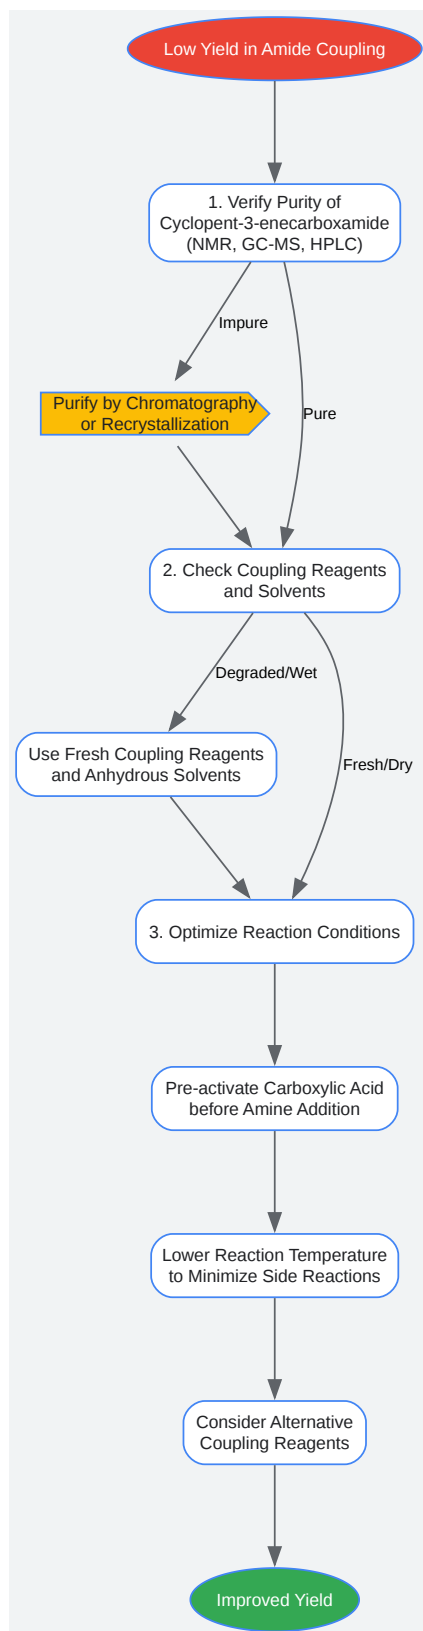 Low Yield in Amide Coupling
1. Verify Purity of
Cyclopent-3-enecarboxamide
(NMR, GC-MS, HPLC)
Impure
Purify by Chromatography
or Recrystallization
Pure
2. Check Coupling Reagents
and Solvents
Degraded/Wet
Use Fresh Coupling Reagents
and Anhydrous Solvents
Fresh/Dry
3. Optimize Reaction Conditions
Pre-activate Carboxylic Acid
before Amine Addition
Lower Reaction Temperature
to Minimize Side Reactions
Consider Alternative
Coupling Reagents
Improved Yield